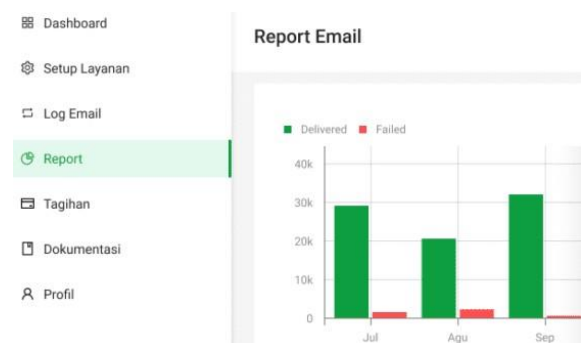 Dashboard
Setup Layanan
Log Email
Report
Tagihan
Dokumentasi
Profil
Report Email
Delivered Failed
40k
30k
20k
10k
0
Jul Agu Sep